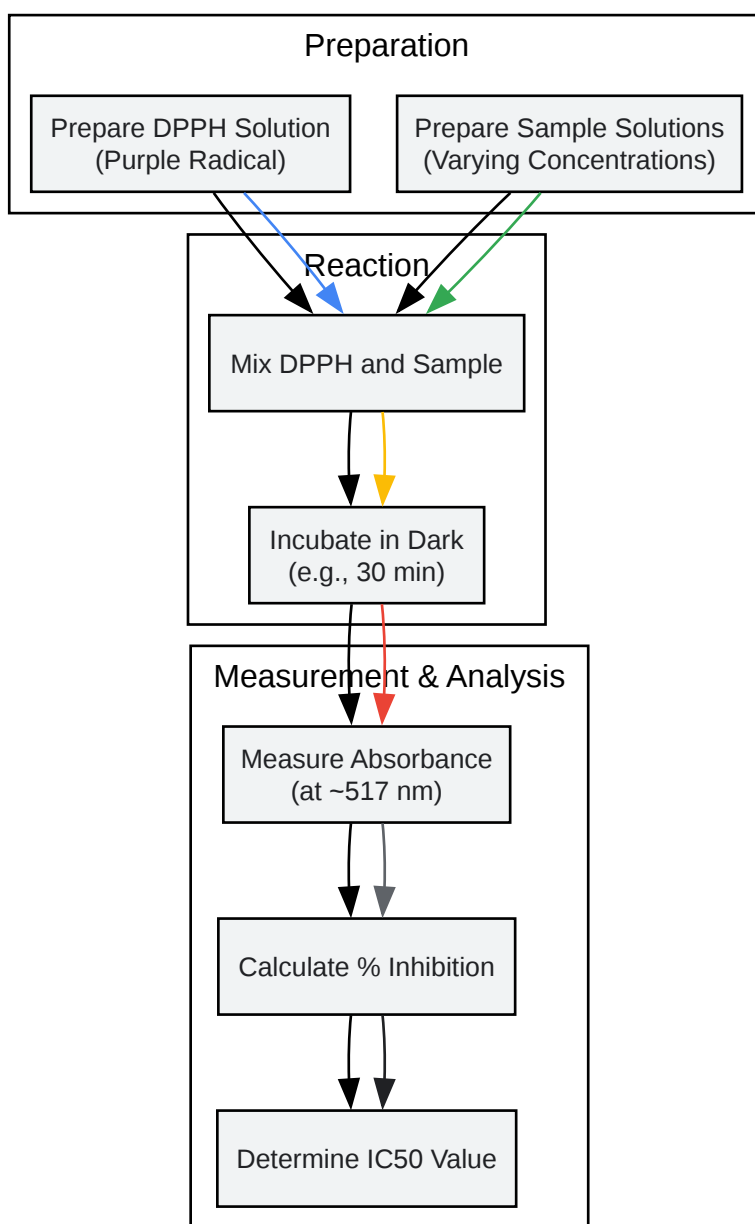 Preparation
Prepare DPPH Solution
(Purple Radical)
Prepare Sample Solutions
(Varying Concentrations)
Reaction
Mix DPPH and Sample
Incubate in Dark
(e.g., 30 min)
Measurement & Analysis
Measure Absorbance
(at ~517 nm)
Calculate % Inhibition
Determine IC50 Value